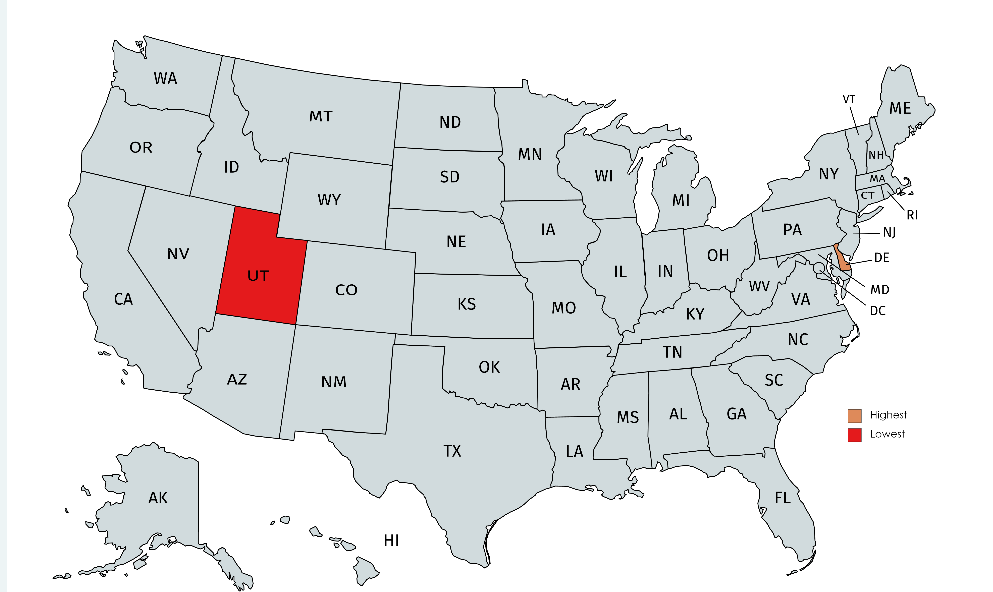 WA
MT
ND
MN
VT
ME
OR
ID
SD
WI
NY
NH
MA
CT
RI
WY
MI
NE
IA
PA
NJ
NV
UT
CO
IL
IN
OH
DE
CA
KS
MO
WV
VA
MD
DC
KY
NC
TN
AZ
NM
OK
AR
SC
MS
AL
GA
Highest
Lowest
TX
LA
FL
AK
HI